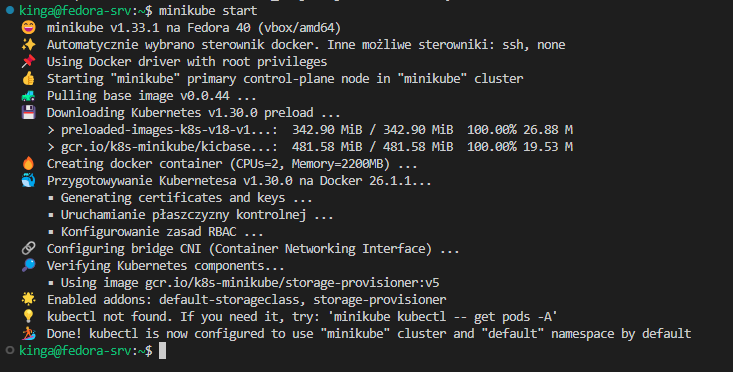 kinga@fedora-srv:~$ minikube start
😄 minikube v1.33.1 na Fedora 40 (vbox/amd64)
✨ Automatycznie wybrano sterownik docker. Inne możliwe sterowniki: ssh, none
📌 Using Docker driver with root privileges
👍 Starting "minikube" primary control-plane node in "minikube" cluster
🚜 Pulling base image v0.0.44 ...
💾 Downloading Kubernetes v1.30.0 preload ...
> preloaded-images-k8s-v18-v1...: 342.90 MiB / 342.90 MiB 100.00% 26.88 M
> gcr.io/k8s-minikube/kicbase...: 481.58 MiB / 481.58 MiB 100.00% 19.53 M
🔥 Creating docker container (CPUs=2, Memory=2200MB) ...
🐳 Przygotowywanie Kubernetesa v1.30.0 na Docker 26.1.1...
▪ Generating certificates and keys ...
▪ Uruchamianie płaszczyzny kontrolnej ...
▪ Konfigurowanie zasad RBAC ...
🔗 Configuring bridge CNI (Container Networking Interface) ...
🔎 Verifying Kubernetes components...
▪ Using image gcr.io/k8s-minikube/storage-provisioner:v5
🌟 Enabled addons: default-storageclass, storage-provisioner
💡 kubectl not found. If you need it, try: 'minikube kubectl -- get pods -A'
🏄 Done! kubectl is now configured to use "minikube" cluster and "default" namespace by default
kinga@fedora-srv:~$